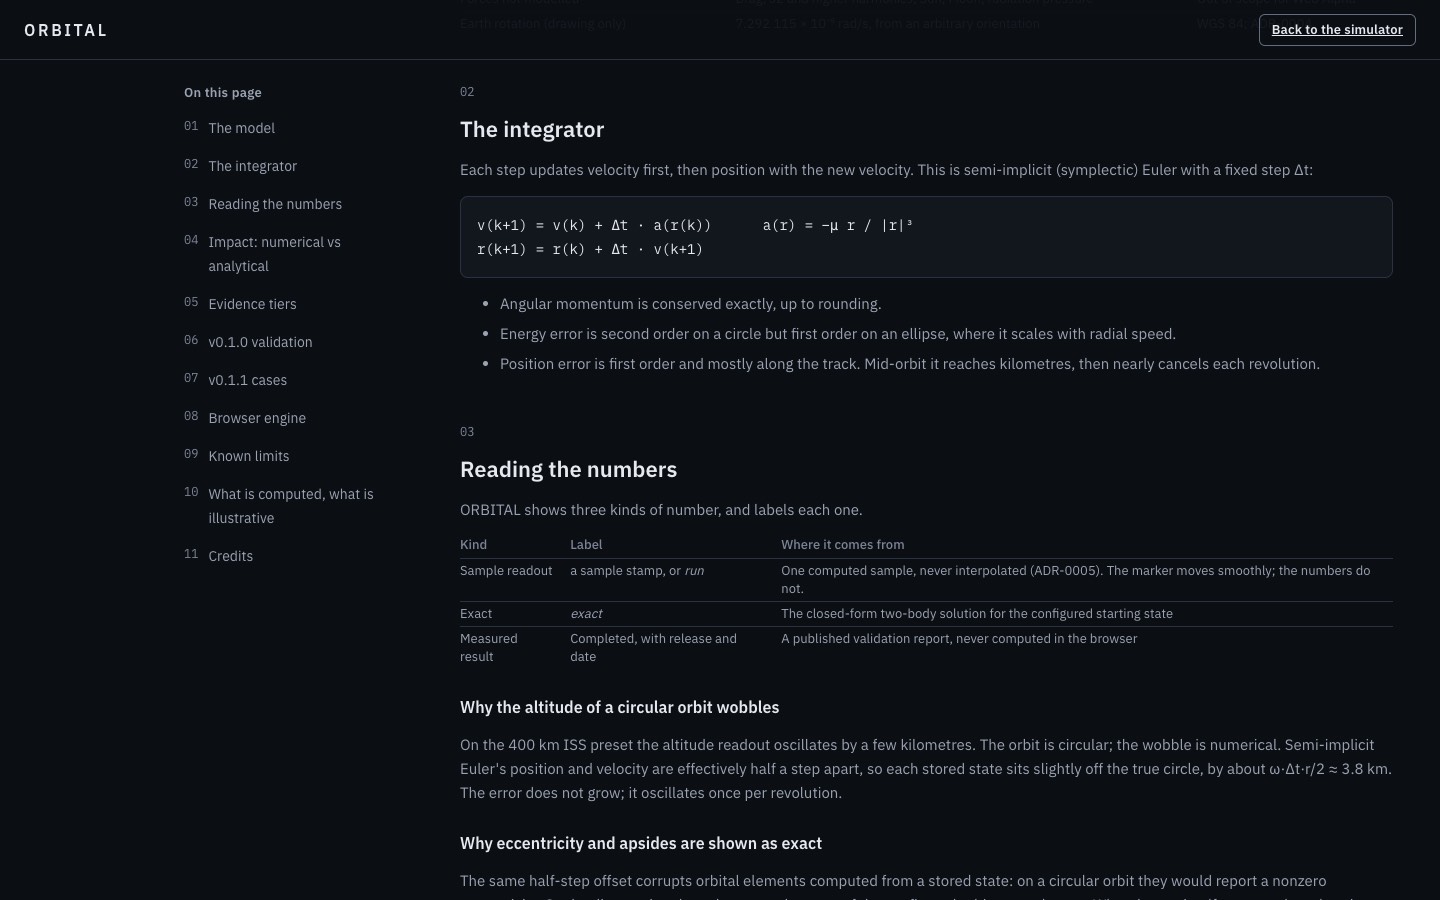 ORBITAL
Back to the simulator
Earth rotation (drawing only)
On this page
01 The model
02 The integrator
03 Reading the numbers
04 Impact: numerical vs
analytical
05 Evidence tiers
06 v0.1.0 validation
07 v0.1.1 cases
08 Browser engine
09 Known limits
10 What is computed, what is
illustrative
11 Credits
02
The integrator
Each step updates velocity first, then position with the new velocity. This is semi-implicit (symplectic) Euler with a fixed step Δt:
v(k+1) = v(k) + Δt · a(r(k))      a(r) = −μ r / |r|³
r(k+1) = r(k) + Δt · v(k+1)
• Angular momentum is conserved exactly, up to rounding.
• Energy error is second order on a circle but first order on an ellipse, where it scales with radial speed.
• Position error is first order and mostly along the track. Mid-orbit it reaches kilometres, then nearly cancels each revolution.
03
Reading the numbers
ORBITAL shows three kinds of number, and labels each one.
Kind Label Where it comes from
Sample readout a sample stamp, or run One computed sample, never interpolated (ADR-0005). The marker moves smoothly; the numbers do
not.
Exact exact The closed-form two-body solution for the configured starting state
Measured Completed, with release and A published validation report, never computed in the browser
result date
Why the altitude of a circular orbit wobbles
On the 400 km ISS preset the altitude readout oscillates by a few kilometres. The orbit is circular; the wobble is numerical. Semi-implicit
Euler's position and velocity are effectively half a step apart, so each stored state sits slightly off the true circle, by about ω·Δt·r/2 ≈ 3.8 km.
The error does not grow; it oscillates once per revolution.
Why eccentricity and apsides are shown as exact
The same half-step offset corrupts orbital elements computed from a stored state: on a circular orbit they would report a nonzero